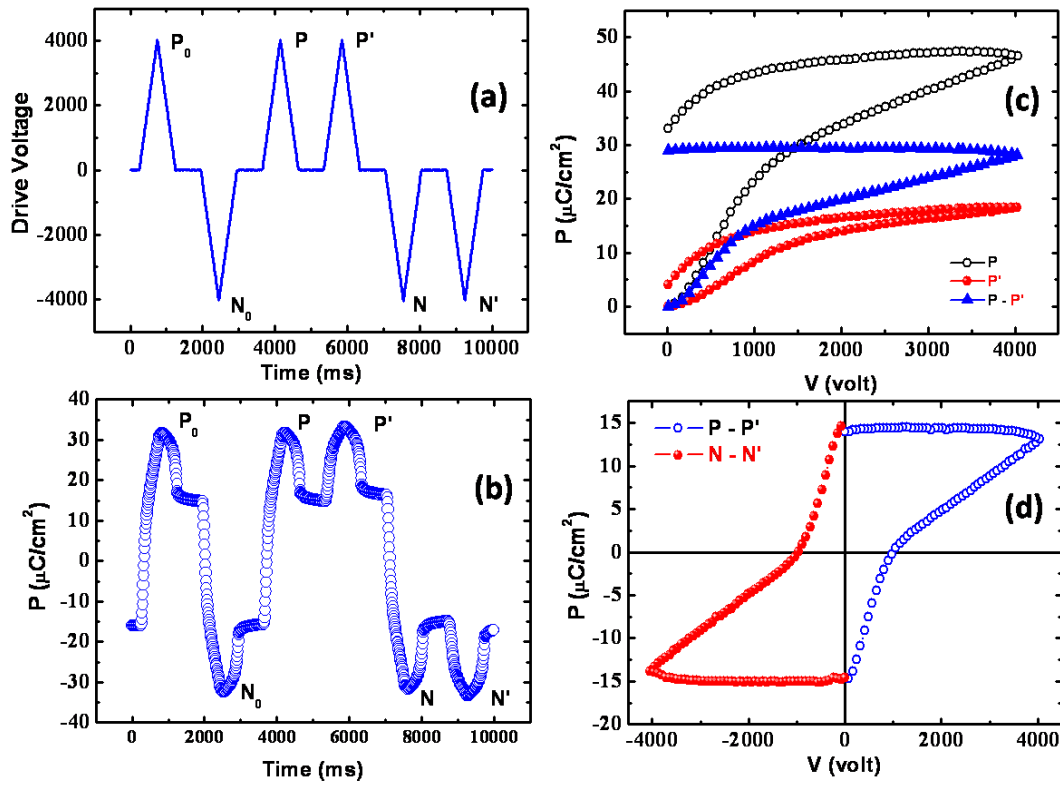 (a)
P0
P
P'
N0
N
N'
4000
2000
0
-2000
-4000
Drive Voltage
0 2000 4000 6000 8000 10000
Time (ms)
(c)
50
40
30
20
10
0
P (μC/cm2)
P
P'
P - P'
0 1000 2000 3000 4000
V (volt)
(b)
P0
P
P'
N0
N
N'
40
30
20
10
0
-10
-20
-30
-40
P (μC/cm2)
0 2000 4000 6000 8000 10000
Time (ms)
(d)
P - P'
N - N'
15
10
5
0
-5
-10
-15
-20
P (μC/cm2)
-4000 -2000 0 2000 4000
V (volt)